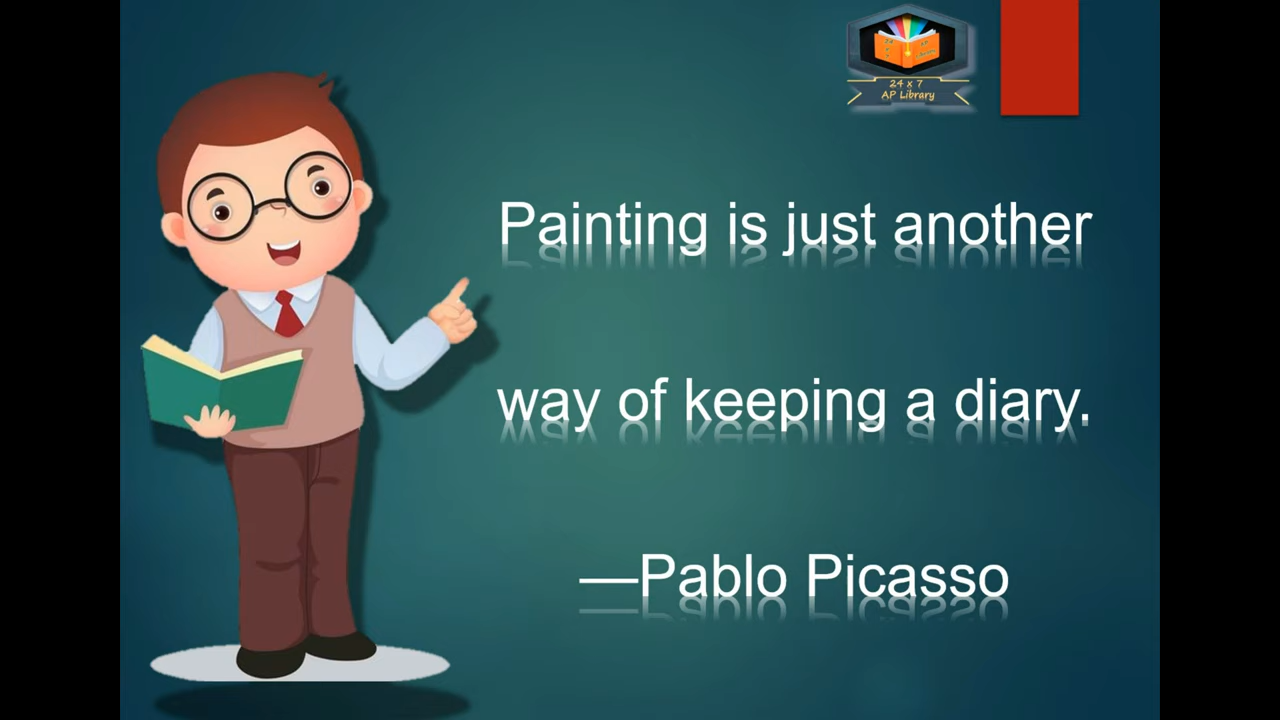 24 x 7
AP Library
Painting is just another
way of keeping a diary.
—Pablo Picasso